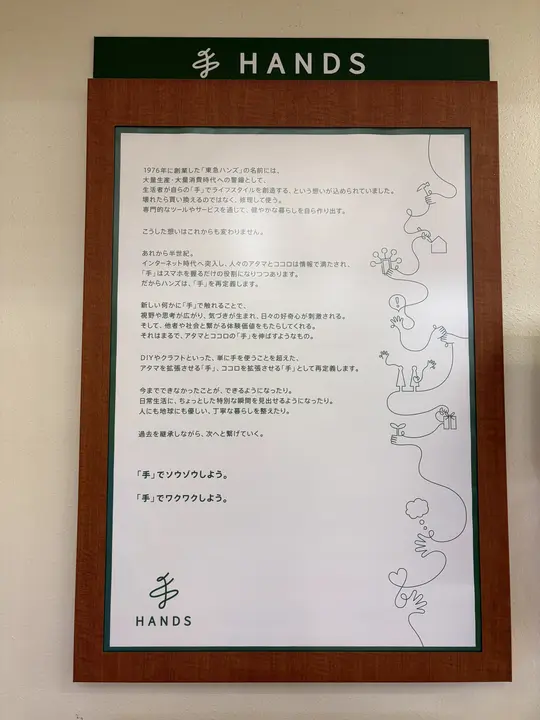 HANDS
1976年に創業した「東急ハンズ」の名前には、
大量生産・大量消費時代への警鐘として、
生活者が自らの「手」でライフスタイルを創造する、という想いが込められていました。
壊れたら買い換えるのではなく、修理して使う。
専門的なツールやサービスを通じて、健やかな暮らしを自ら作り出す。
こうした想いはこれからも変わりません。
あれから半世紀。
インターネット時代へ突入し、人々のアタマとココロは情報で満たされ、
「手」はスマホを握るだけの役割になりつつあります。
だからハンズは、「手」を再定義します。
新しい何かに「手」で触れることで、
視野や思考が広がり、気づきが生まれ、日々の好奇心が刺激される。
そして、他者や社会と繋がる体験価値をもたらしてくれる。
それはまるで、アタマとココロの「手」を伸ばすようなもの。
DIYやクラフトといった、単に手を使うことを超えた、
アタマを拡張させる「手」、ココロを拡張させる「手」として再定義します。
今までできなかったことが、できるようになったり。
日常生活に、ちょっとした特別な瞬間を見出せるようになったり。
人にも地球にも優しい、丁寧な暮らしを整えたり。
過去を継承しながら、次へと繋げていく。
「手」でソウゾウしよう。
「手」でワクワクしよう。
HANDS